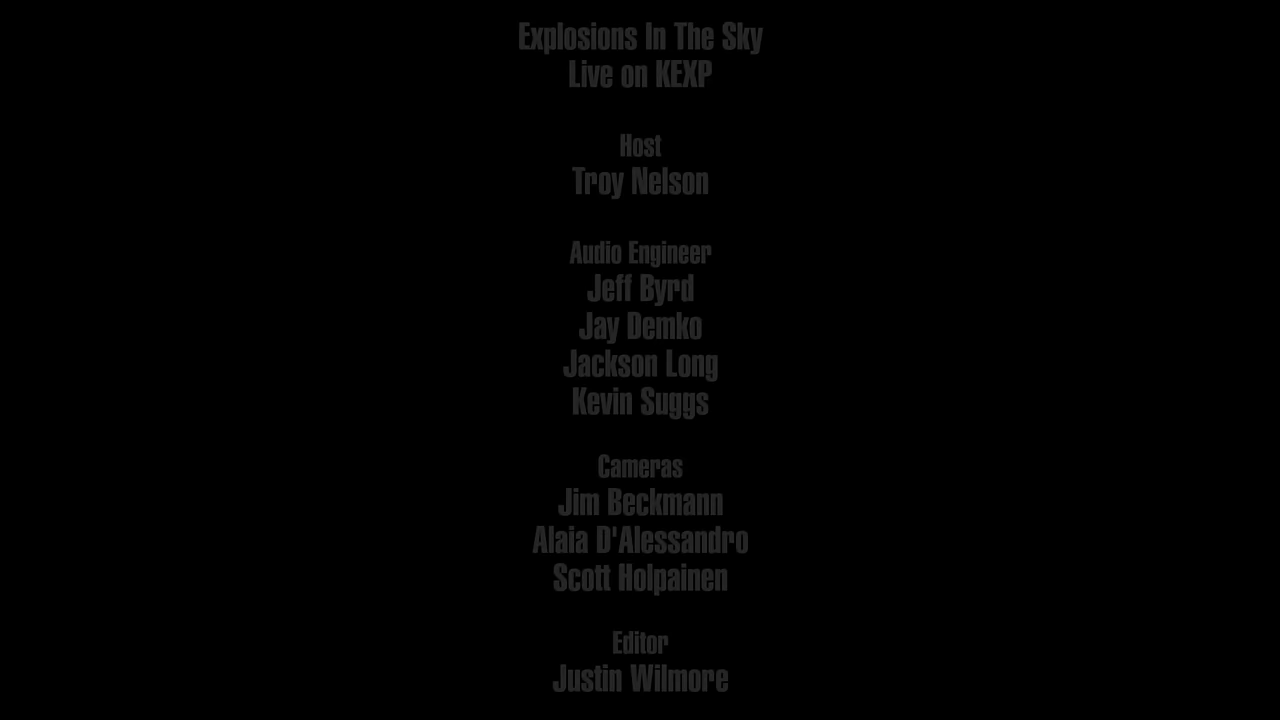 Explosions In The Sky
Live on KEXP
Host
Troy Nelson
Audio Engineer
Jeff Byrd
Jay Demko
Jackson Long
Kevin Suggs
Cameras
Jim Beckmann
Alaia D'Alessandro
Scott Holpainen
Editor
Justin Wilmore